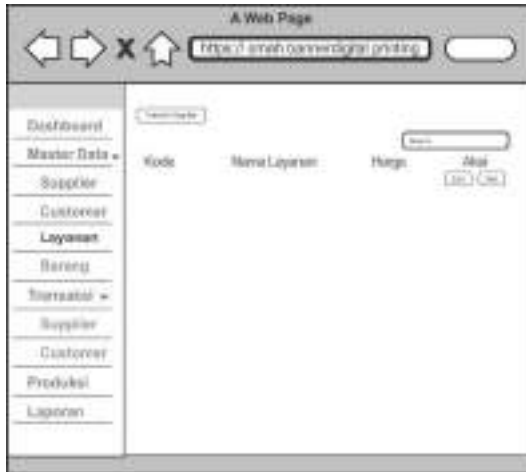 A Web Page
Dashboard
Master Data
Supplier
Customer
Layanan
Barang
Transaksi
Supplier
Customer
Produksi
Laporan
Search
Kode Nama Layanan Harga Aksi